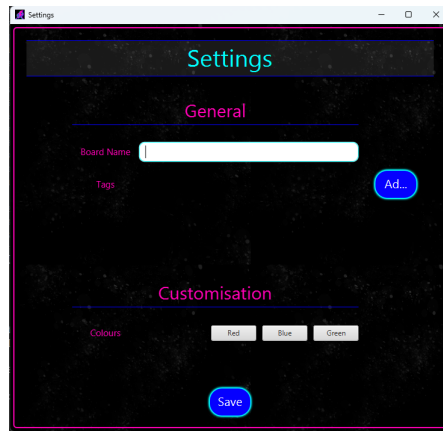 Settings
Settings
General
Board Name
Tags
Ad...
Customisation
Colours Red Blue Green
Save